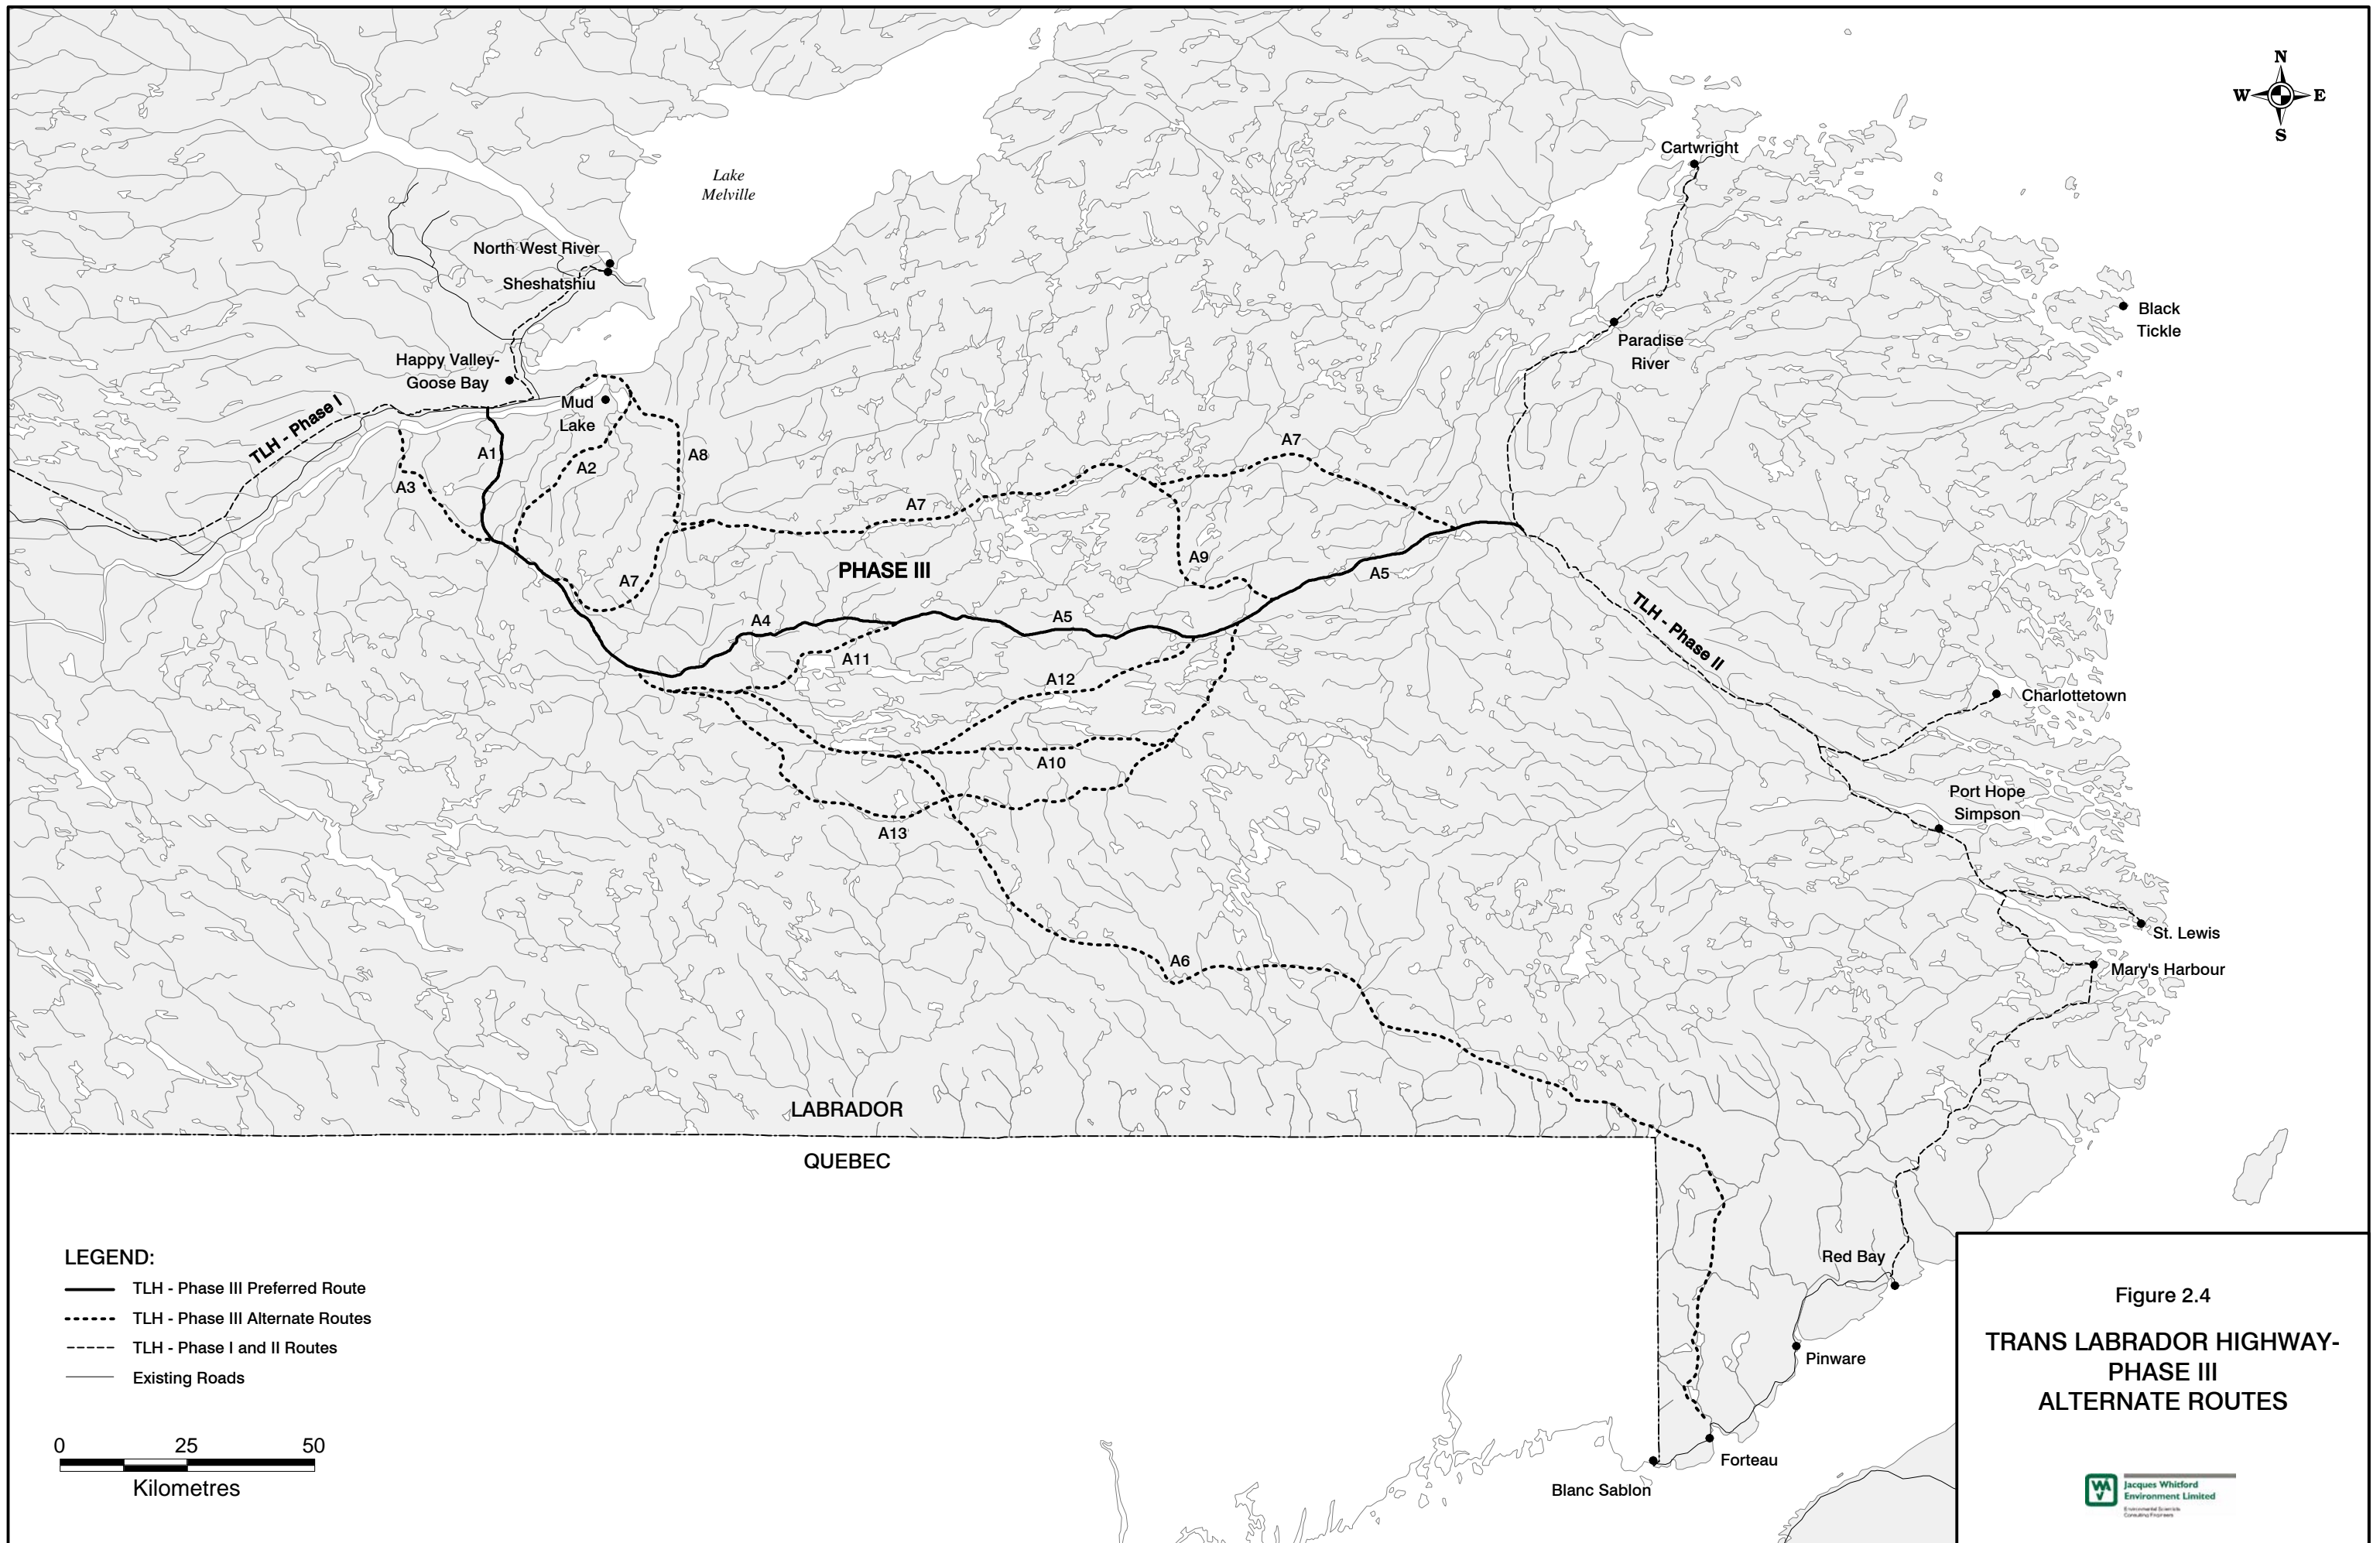 N
W
E
S
Cartwright
Lake
Melville
North West River
Sheshatshiu
Black
Tickle
Paradise
River
Happy Valley-
Goose Bay
Mud
Lake
TLH - Phase I
A1
A2
A3
A8
A7
A7
A7
A9
PHASE III
A5
A4
A5
TLH - Phase II
A11
A12
Charlottetown
A10
Port Hope
Simpson
A13
St. Lewis
A6
Mary's Harbour
LABRADOR
QUEBEC
Red Bay
Pinware
Forteau
Blanc Sablon
LEGEND:
TLH - Phase III Preferred Route
TLH - Phase III Alternate Routes
TLH - Phase I and II Routes
Existing Roads
0 25 50
Kilometres
Figure 2.4
TRANS LABRADOR HIGHWAY-
PHASE III
ALTERNATE ROUTES
Jacques Whitford
Environment Limited
Environmental Scientists
Consulting Engineers